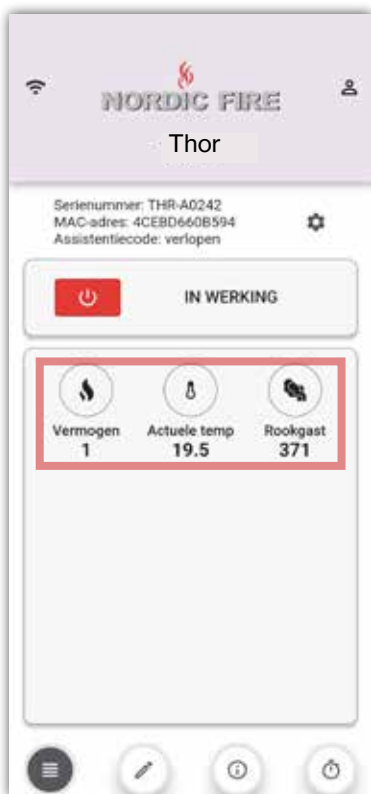 NORDIC FIRE
Thor
Serienummer: THR-A0242
MAC-adres: 4CEBD660B594
Assistentiecode: verlopen
IN WERKING
Vermogen Actuele temp Rookgast
1 19.5 371